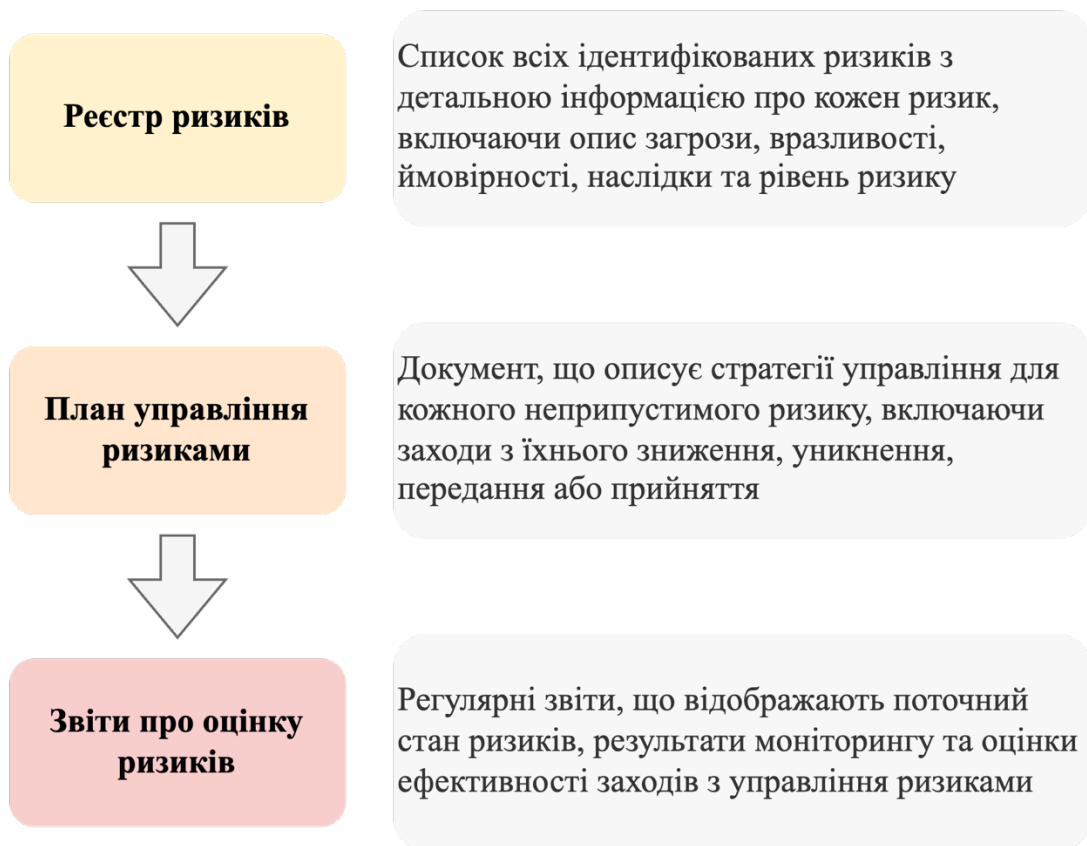 Реєстр ризиків
Список всіх ідентифікованих ризиків з
детальною інформацією про кожен ризик,
включаючи опис загрози, вразливості,
ймовірності, наслідки та рівень ризику
План управління
ризиками
Документ, що описує стратегії управління для
кожного неприпустимого ризику, включаючи
заходи з їхнього зниження, уникнення,
передання або прийняття
Звіти про оцінку
ризиків
Регулярні звіти, що відображають поточний
стан ризиків, результати моніторингу та оцінки
ефективності заходів з управління ризиками